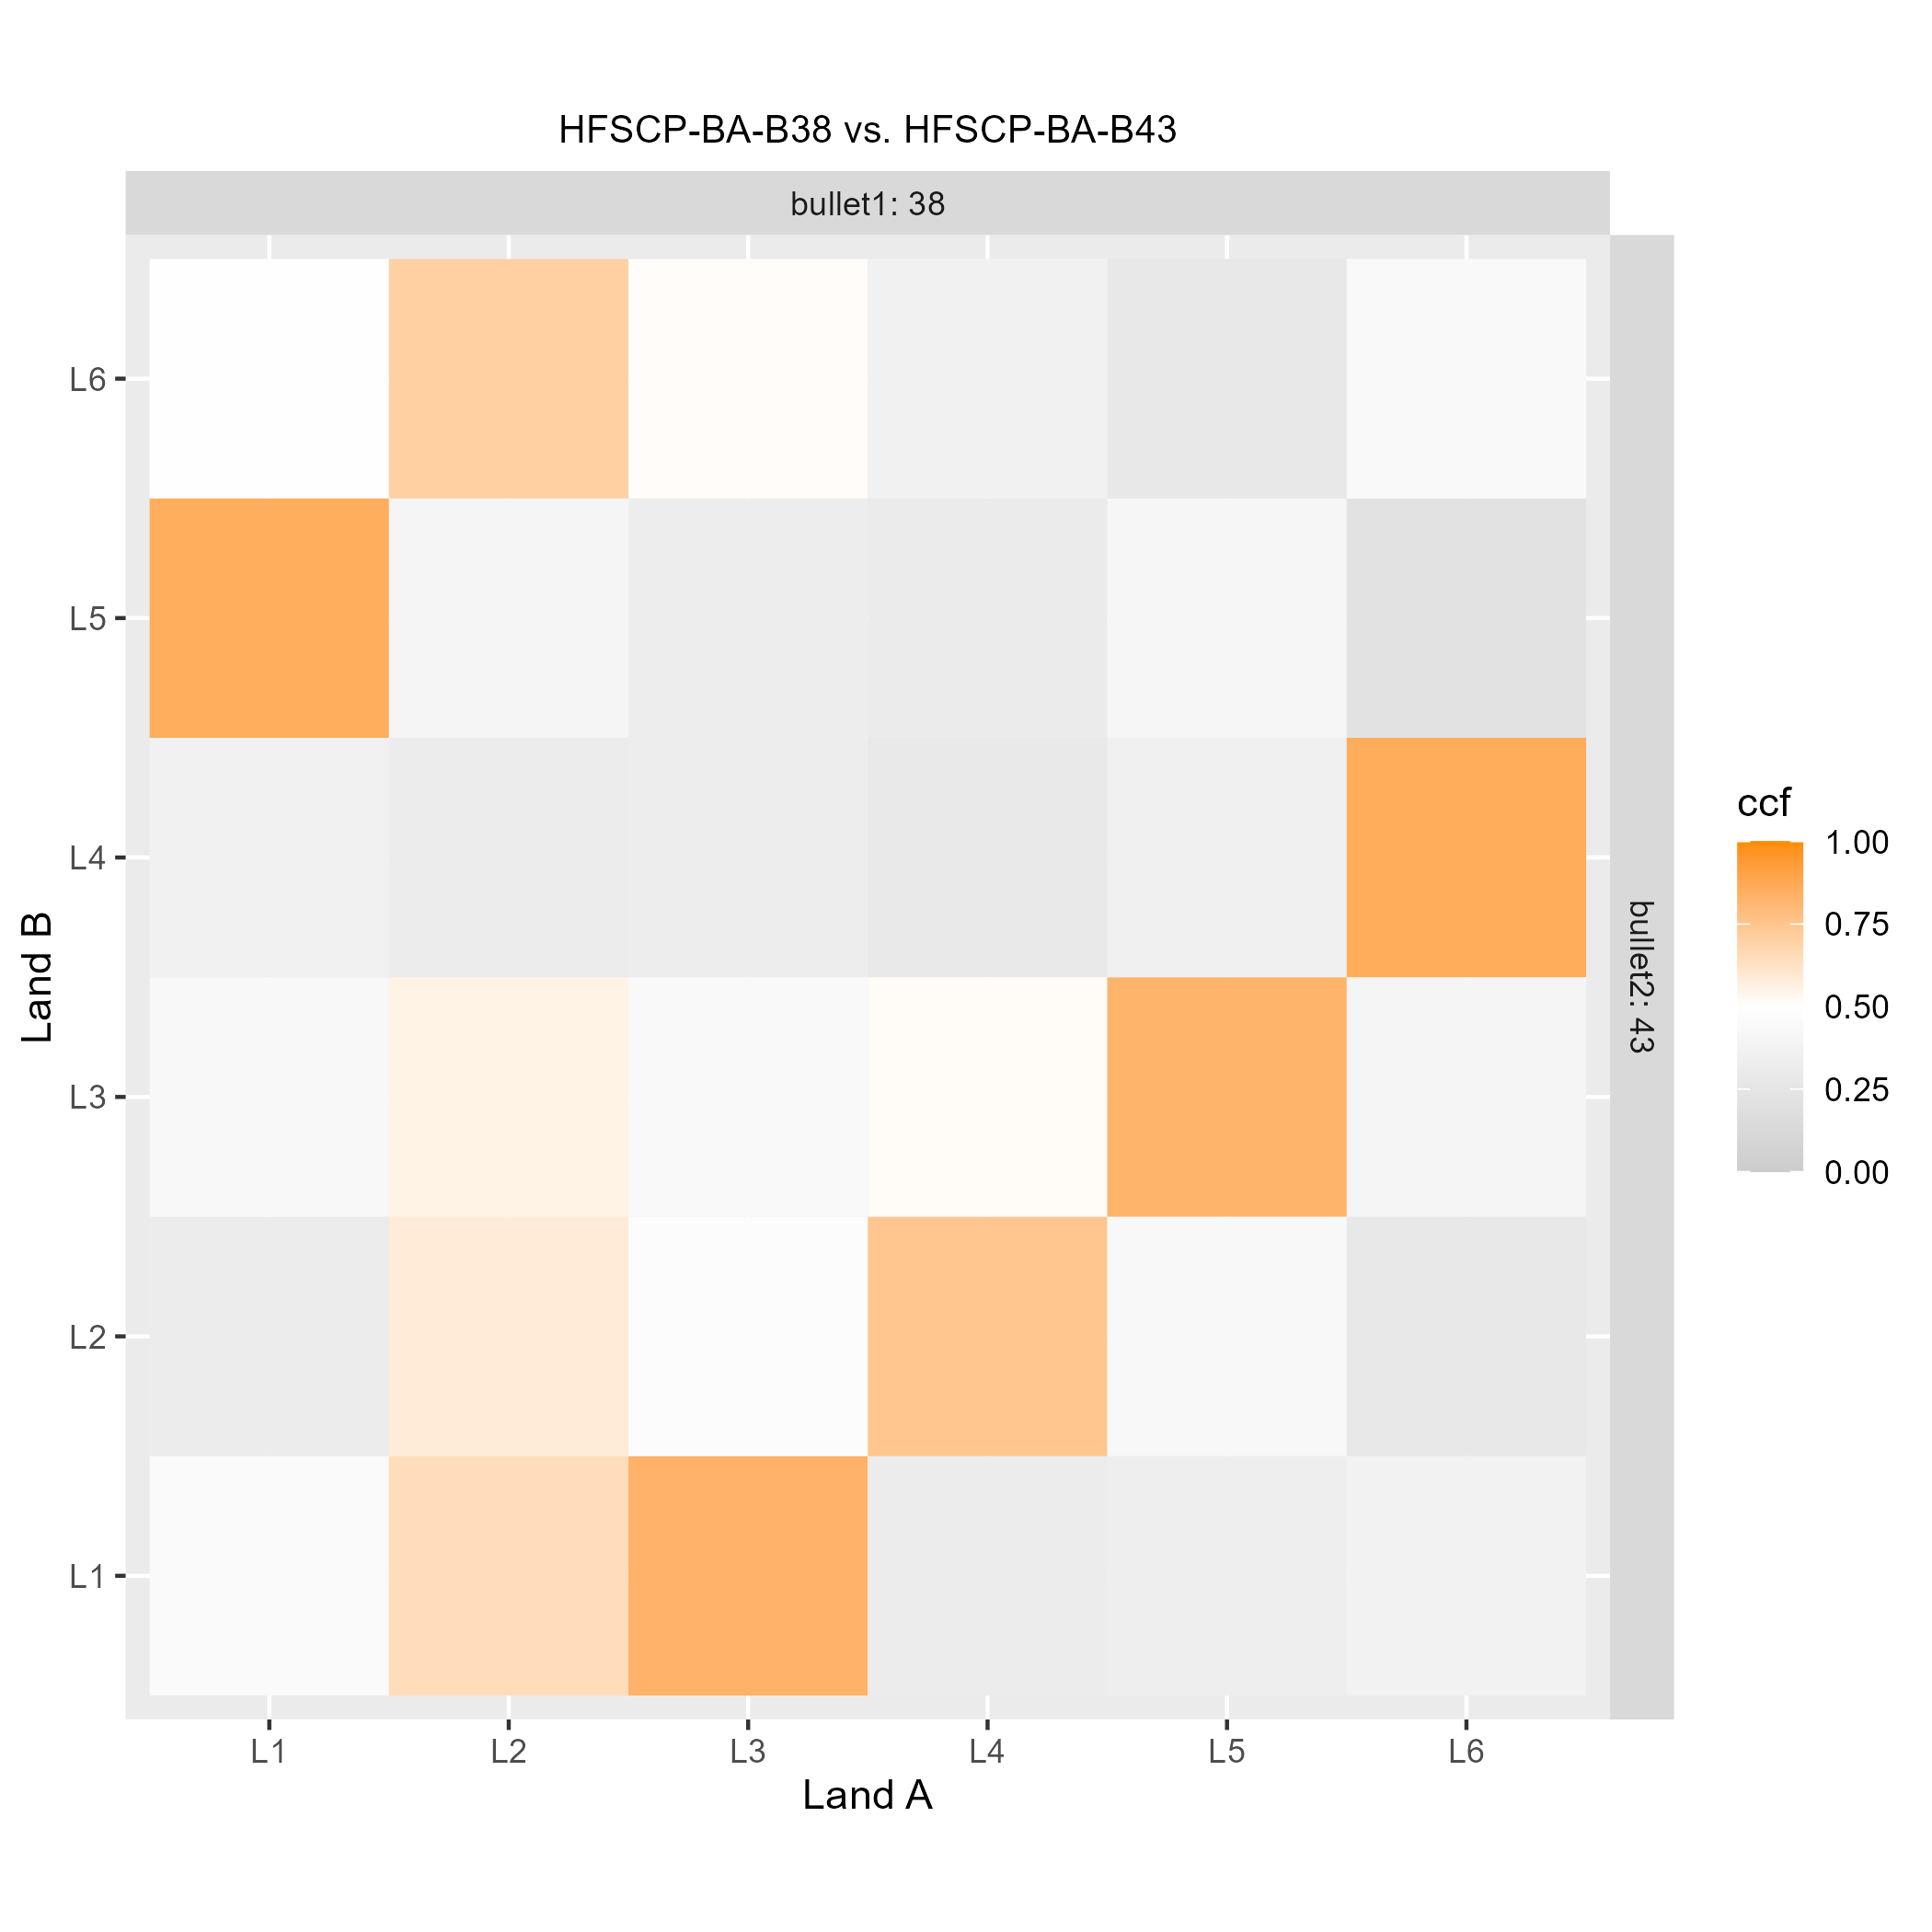 HFSCP-BA-B38 vs. HFSCP-BA-B43
bullet1: 38
L6
L5
L4
L3
L2
L1
Land B
bullet2: 43
ccf
1.00
0.75
0.50
0.25
0.00
L1 L2 L3 L4 L5 L6
Land A